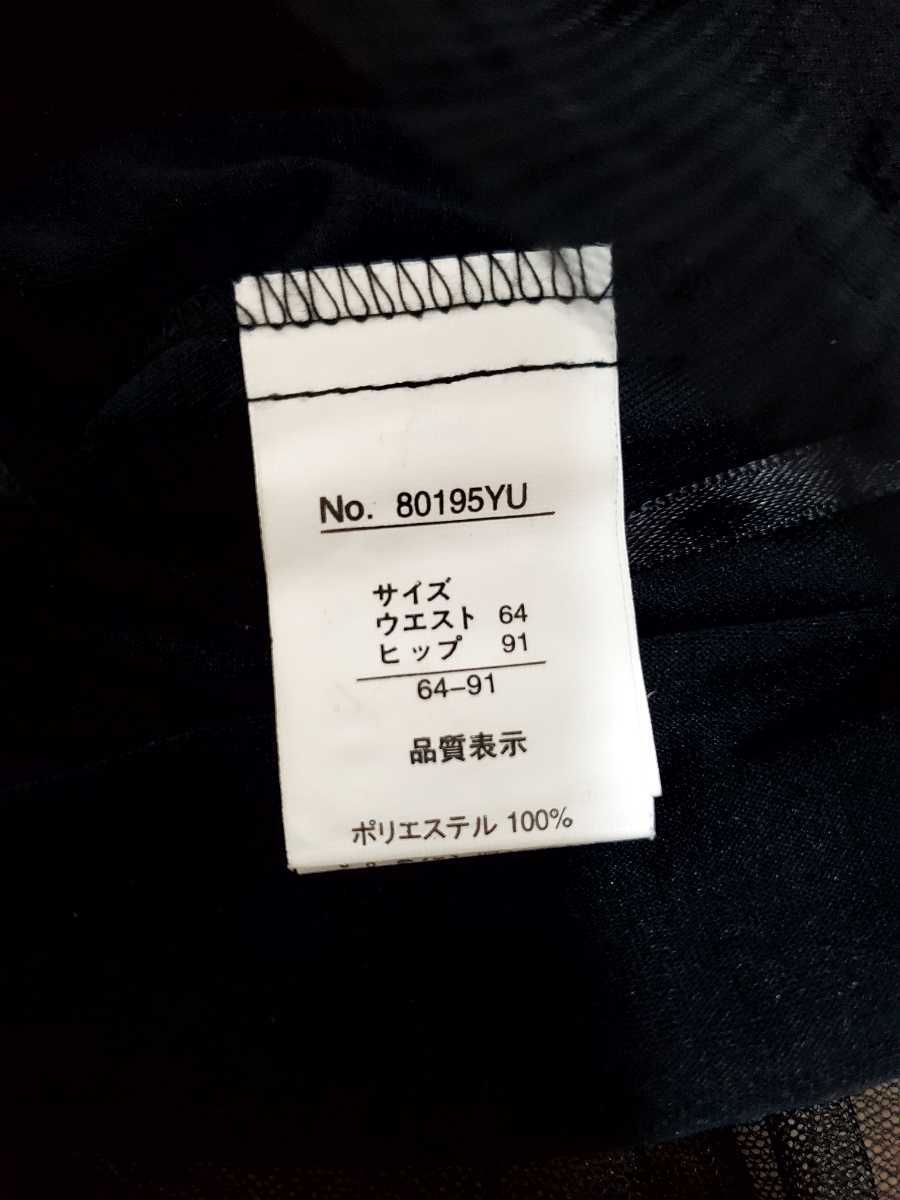 No. 80195YU
サイズ
ウエスト 64
ヒップ 91
64-91
品質表示
ポリエステル 100%